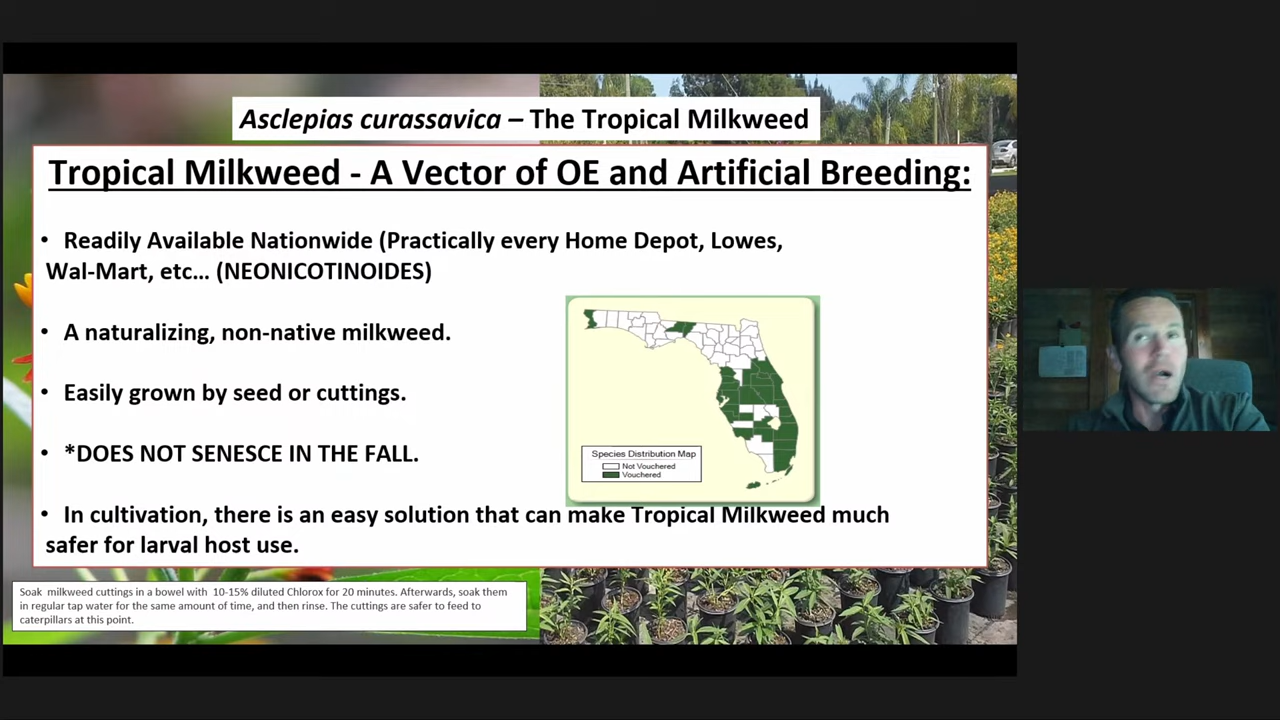 Asclepias curassavica – The Tropical Milkweed
Tropical Milkweed - A Vector of OE and Artificial Breeding:
• Readily Available Nationwide (Practically every Home Depot, Lowes,
Wal-Mart, etc... (NEONICOTINOIDES)
• A naturalizing, non-native milkweed.
• Easily grown by seed or cuttings.
• *DOES NOT SENESCE IN THE FALL.
Species Distribution Map
Not Vouchered
Vouchered
• In cultivation, there is an easy solution that can make Tropical Milkweed much
safer for larval host use.
Soak milkweed cuttings in a bowel with 10-15% diluted Chlorox for 20 minutes. Afterwards, soak them
in regular tap water for the same amount of time, and then rinse. The cuttings are safer to feed to
caterpillars at this point.